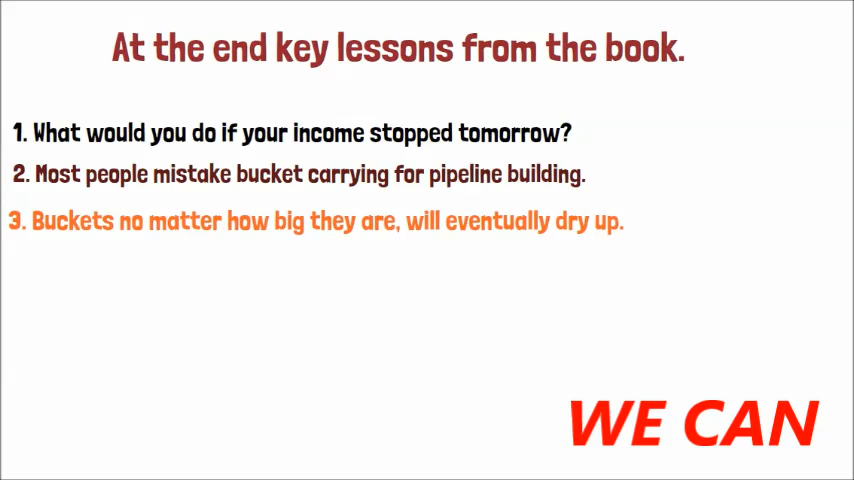 At the end key lessons from the book.
1. What would you do if your income stopped tomorrow?
2. Most people mistake bucket carrying for pipeline building.
3. Buckets no matter how big they are, will eventually dry up.
WE CAN